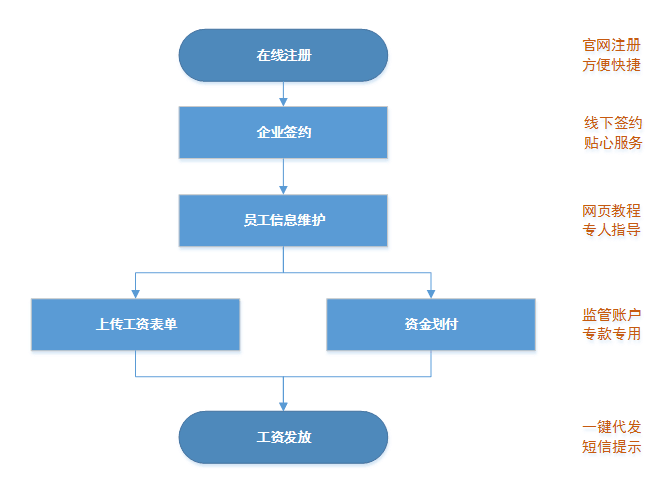 在线注册
官网注册
方便快捷
企业签约
线下签约
贴心服务
员工信息维护
网页教程
专人指导
上传工资表单
资金划付
监管账户
专款专用
工资发放
一键代发
短信提示